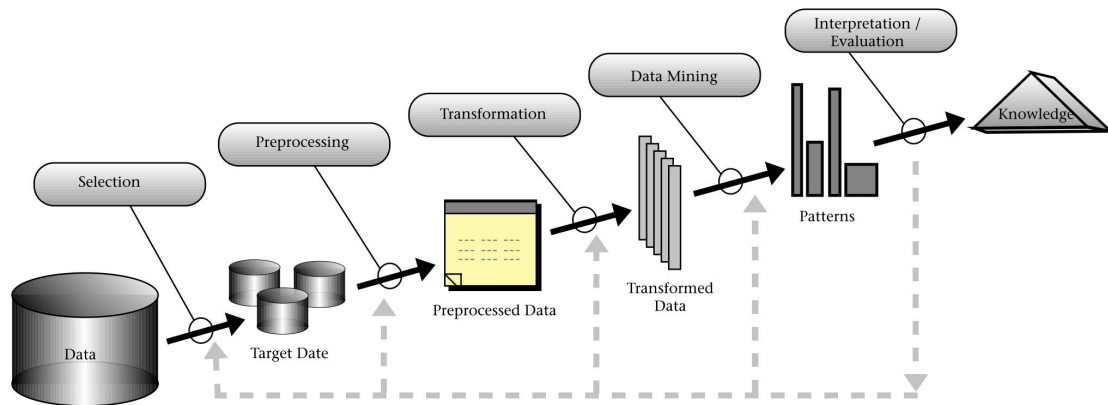 Interpretation /
Evaluation
Data Mining
Transformation
Preprocessing
Selection
Data
Target Date
Preprocessed Data
Transformed
Data
Patterns
Knowledge